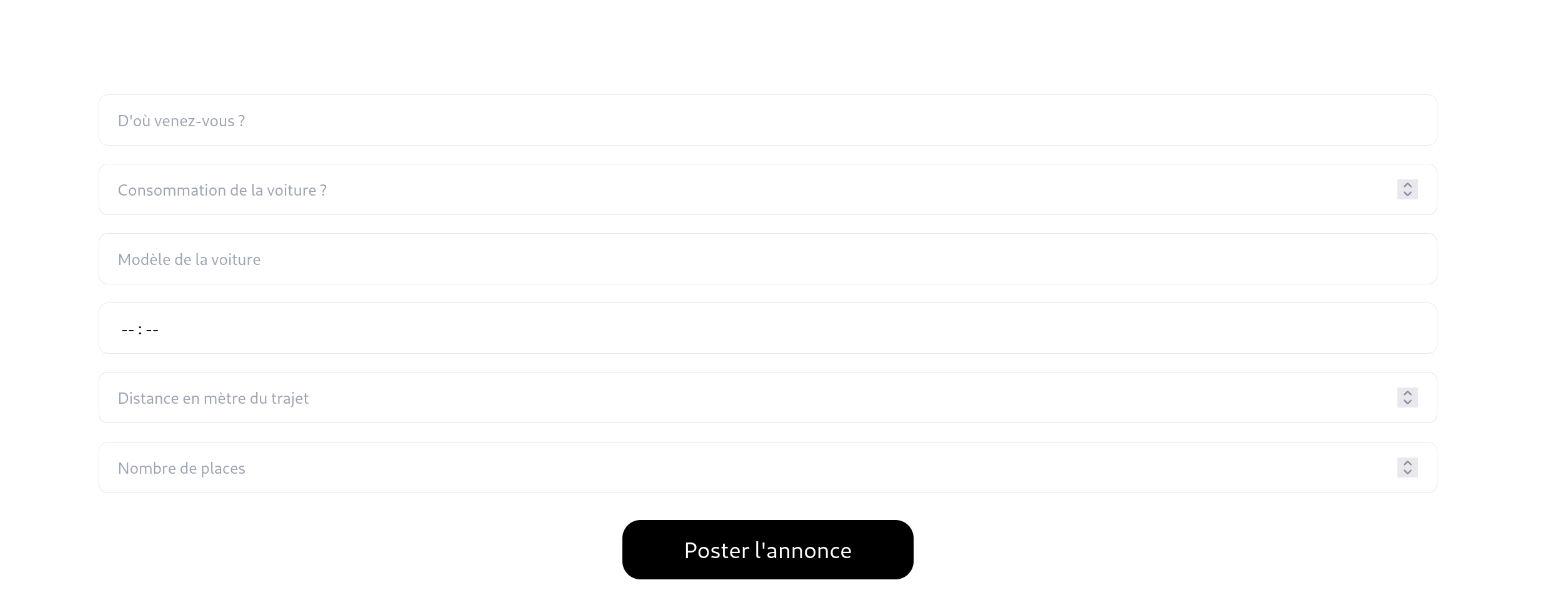 D'où venez-vous ?
Consommation de la voiture ?
Modèle de la voiture
-- : --
Distance en mètre du trajet
Nombre de places
Poster l'annonce